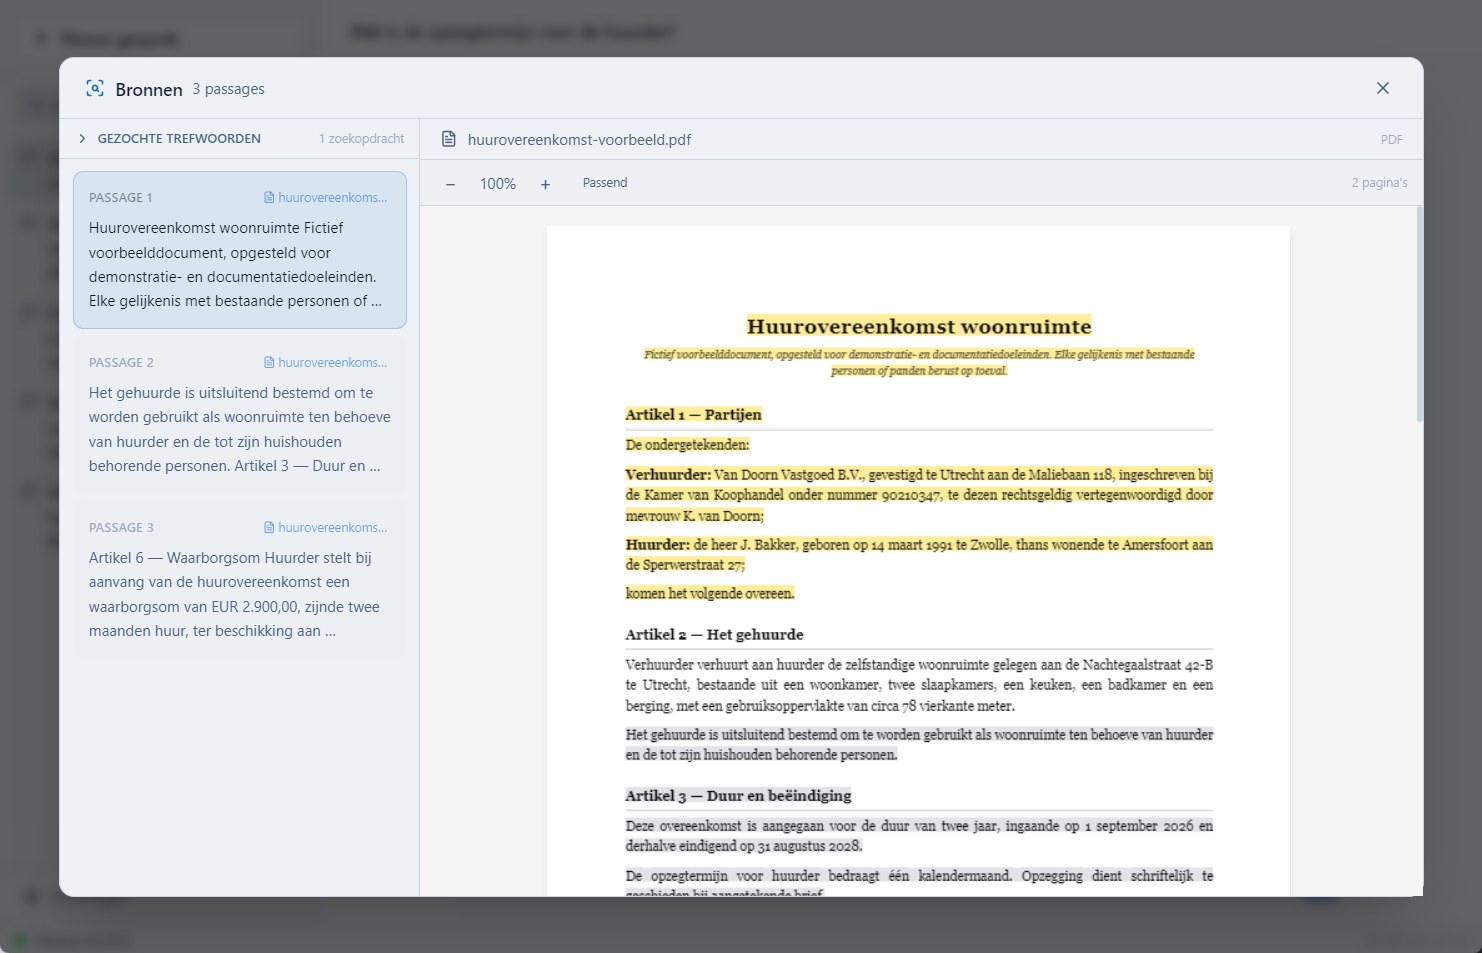 Bronnen 3 passages
GEZOCHTE TREFWOORDEN 1 zoekopdracht
PASSAGE 1 huurovereenkoms...
Huurovereenkomst woonruimte Fictief
voorbeelddocument, opgesteld voor
demonstratie- en documentatiedoeleinden.
Elke gelijkenis met bestaande personen of ...
PASSAGE 2 huurovereenkoms...
Het gehuurde is uitsluitend bestemd om te
worden gebruikt als woonruimte ten behoeve
van huurder en de tot zijn huishouden
behorende personen. Artikel 3 — Duur en ...
PASSAGE 3 huurovereenkoms...
Artikel 6 — Waarborgsom Huurder stelt bij
aanvang van de huurovereenkomst een
waarborgsom van EUR 2.900,00, zijnde twee
maanden huur, ter beschikking aan ...
huurovereenkomst-voorbeeld.pdf PDF
− 100% + Passend 2 pagina's
Huurovereenkomst woonruimte
Fictief voorbeelddocument, opgesteld voor demonstratie- en documentatiedoeleinden. Elke gelijkenis met bestaande
personen of panden berust op toeval.
Artikel 1 — Partijen
De ondergetekenden:
Verhuurder: Van Doorn Vastgoed B.V., gevestigd te Utrecht aan de Maliebaan 118, ingeschreven bij
de Kamer van Koophandel onder nummer 90210347, te dezen rechtsgeldig vertegenwoordigd door
mevrouw K. van Doorn;
Huurder: de heer J. Bakker, geboren op 14 maart 1991 te Zwolle, thans wonende te Amersfoort aan
de Sperwerstraat 27;
komen het volgende overeen.
Artikel 2 — Het gehuurde
Verhuurder verhuurt aan huurder de zelfstandige woonruimte gelegen aan de Nachtegaalstraat 42-B
te Utrecht, bestaande uit een woonkamer, twee slaapkamers, een keuken, een badkamer en een
berging, met een gebruiksoppervlakte van circa 78 vierkante meter.
Het gehuurde is uitsluitend bestemd om te worden gebruikt als woonruimte ten behoeve van huurder
en de tot zijn huishouden behorende personen.
Artikel 3 — Duur en beëindiging
Deze overeenkomst is aangegaan voor de duur van twee jaar, ingaande op 1 september 2026 en
derhalve eindigend op 31 augustus 2028.
De opzegtermijn voor huurder bedraagt één kalendermaand. Opzegging dient schriftelijk te
geschieden bij aangetekende brief.